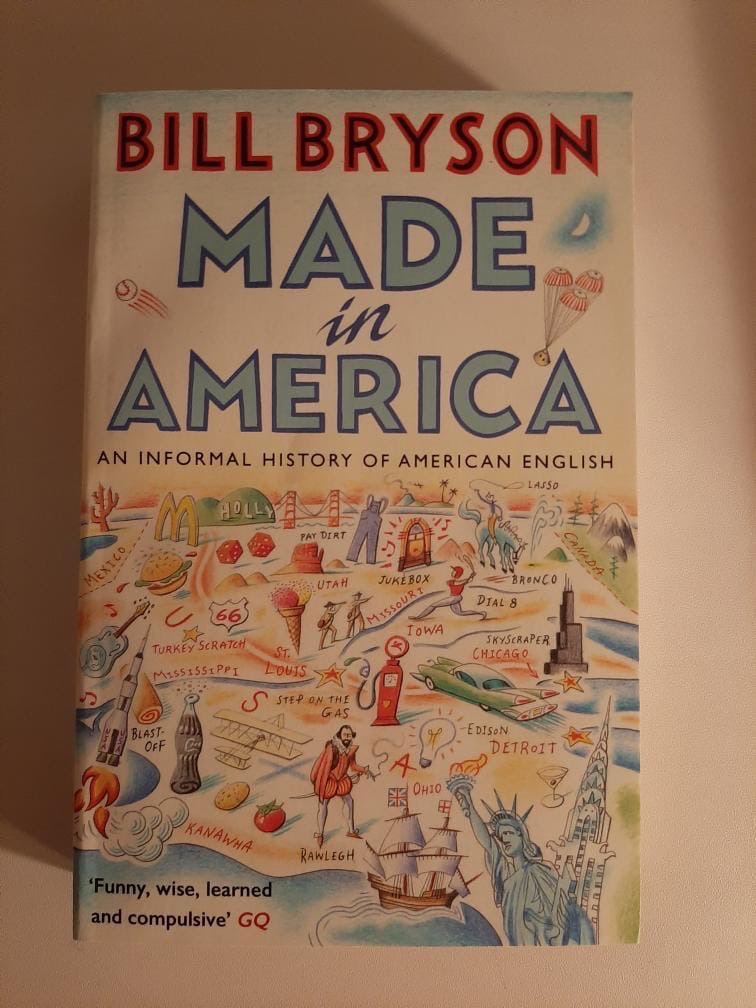 BILL BRYSON
MADE
in
AMERICA
AN INFORMAL HISTORY OF AMERICAN ENGLISH
LASSO
HOLLY
PAY DIRT
MEXICO
CANADA
UTAH
JUKEBOX
BRONCO
MISSOURI
DIAL 8
66
IOWA
TURKEY SCRATCH
ST.
LOUIS
SKYSCRAPER
CHICAGO
MISSISSIPPI
STEP ON THE
GAS
BLAST-
OFF
USA
EDISON
DETROIT
A
OHIO
KANAWHA
RAWLEGH
'Funny, wise, learned
and compulsive' GQ